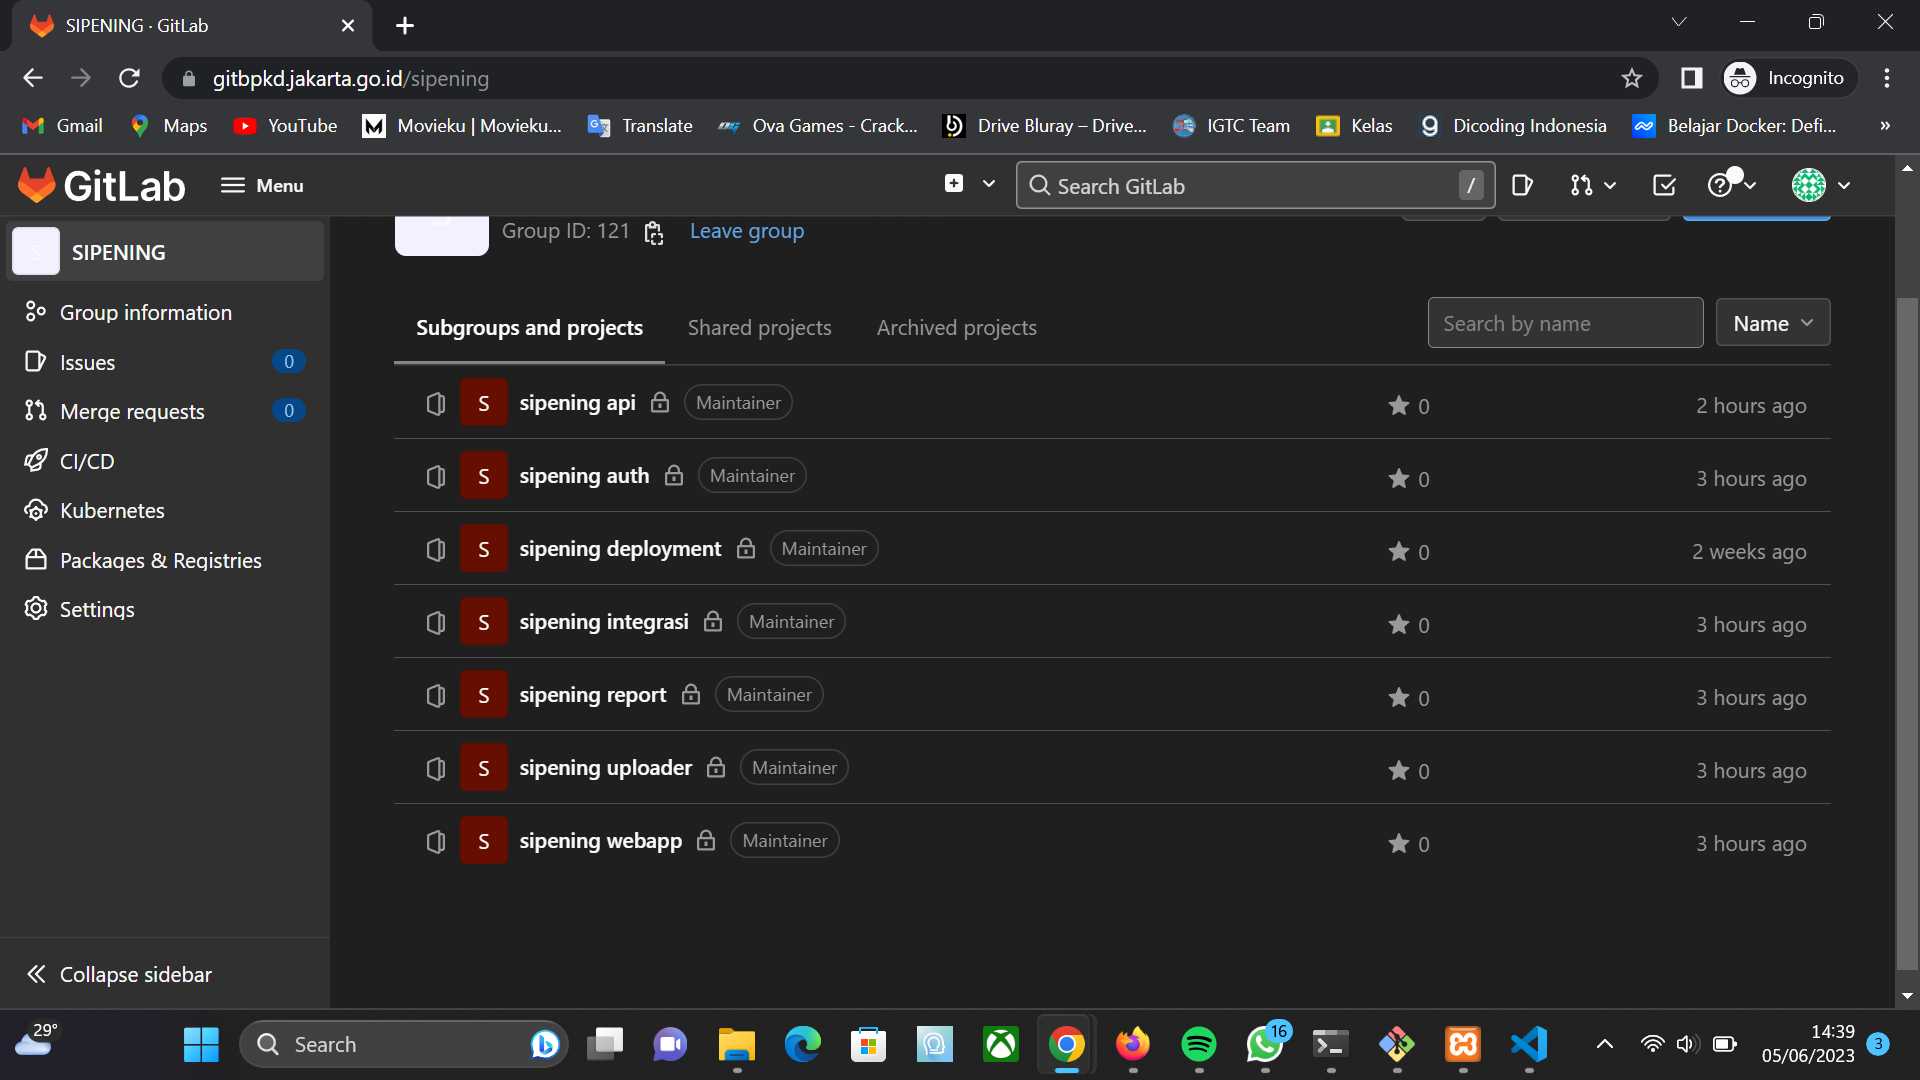 SIPENING · GitLab
gitbpkd.jakarta.go.id/sipening
Incognito
Gmail
Maps
YouTube
Movieku | Movieku...
Translate
Ova Games - Crack...
Drive Bluray – Drive...
IGTC Team
Kelas
Dicoding Indonesia
Belajar Docker: Defi...
»
GitLab
Menu
Search GitLab
/
S
SIPENING
Group information
Issues
0
Merge requests
0
CI/CD
Kubernetes
Packages & Registries
Settings
Collapse sidebar
Group ID: 121
Leave group
Subgroups and projects
Shared projects
Archived projects
Search by name
Name
S sipening api Maintainer 0 2 hours ago
S sipening auth Maintainer 0 3 hours ago
S sipening deployment Maintainer 0 2 weeks ago
S sipening integrasi Maintainer 0 3 hours ago
S sipening report Maintainer 0 3 hours ago
S sipening uploader Maintainer 0 3 hours ago
S sipening webapp Maintainer 0 3 hours ago
29°
Search
16
14:39
05/06/2023
3